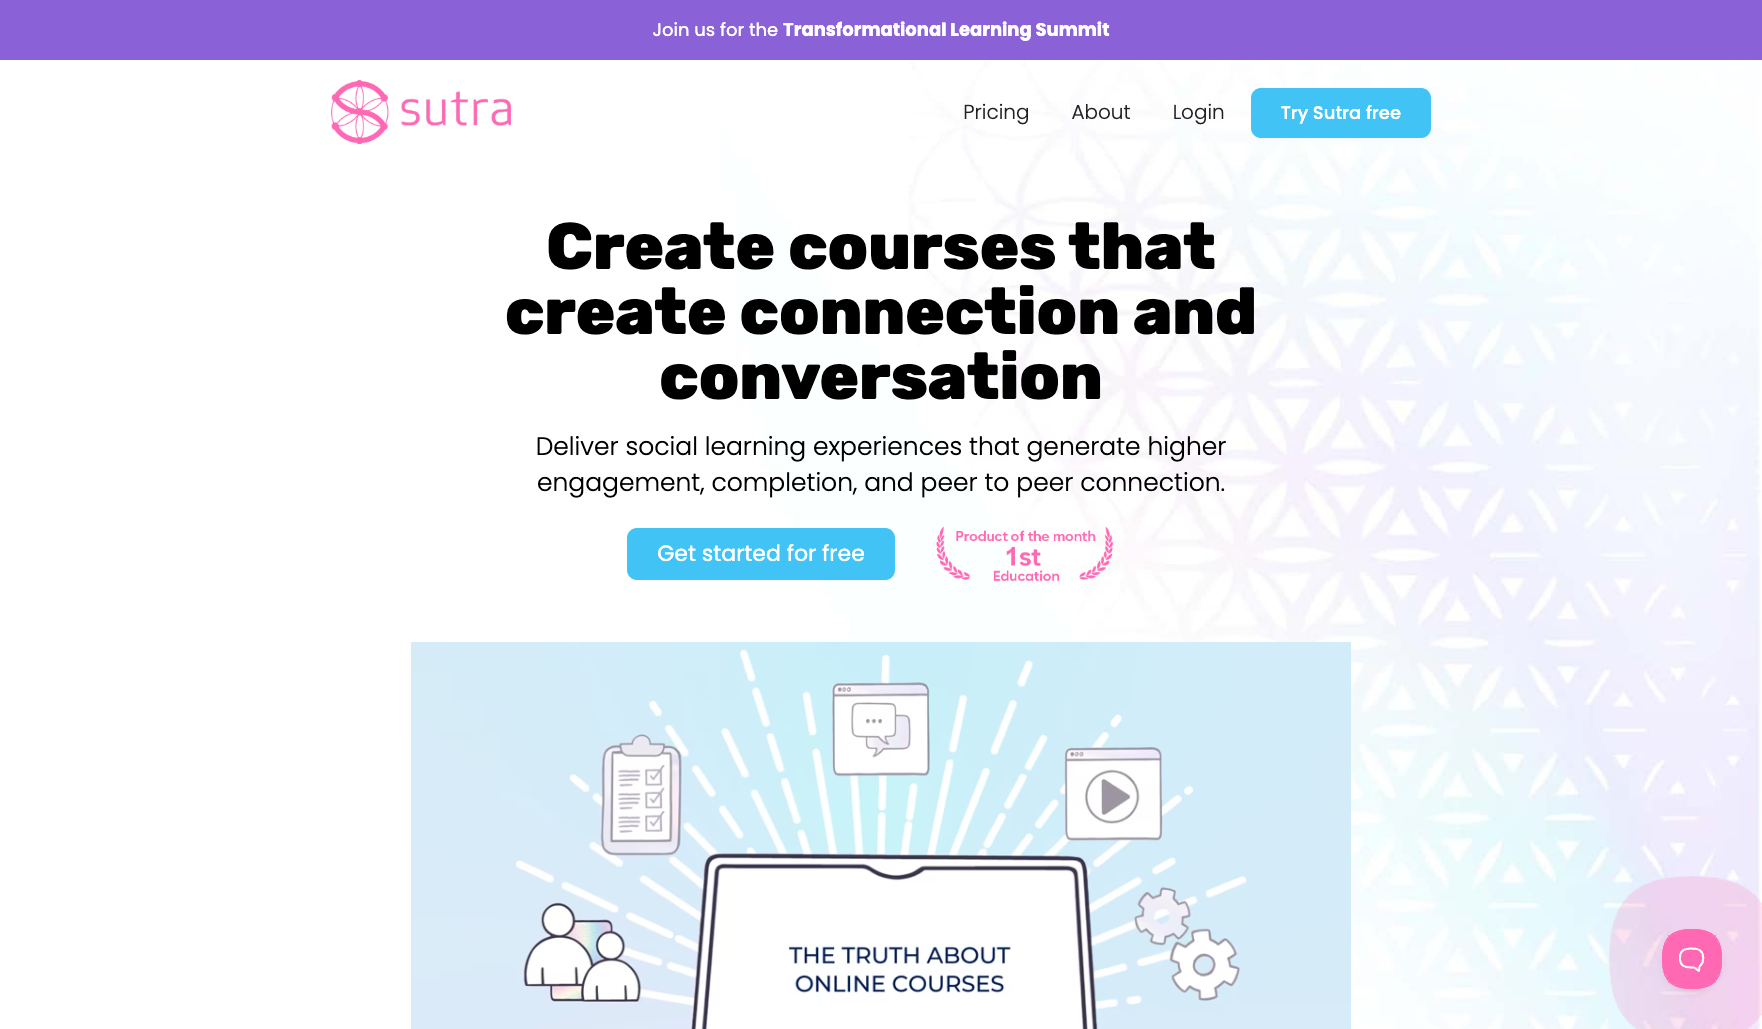 Join us for the Transformational Learning Summit
sutra
Pricing
About
Login
Try Sutra free
Create courses that
create connection and
conversation
Deliver social learning experiences that generate higher
engagement, completion, and peer to peer connection.
Get started for free
Product of the month
1st
Education
THE TRUTH ABOUT
ONLINE COURSES